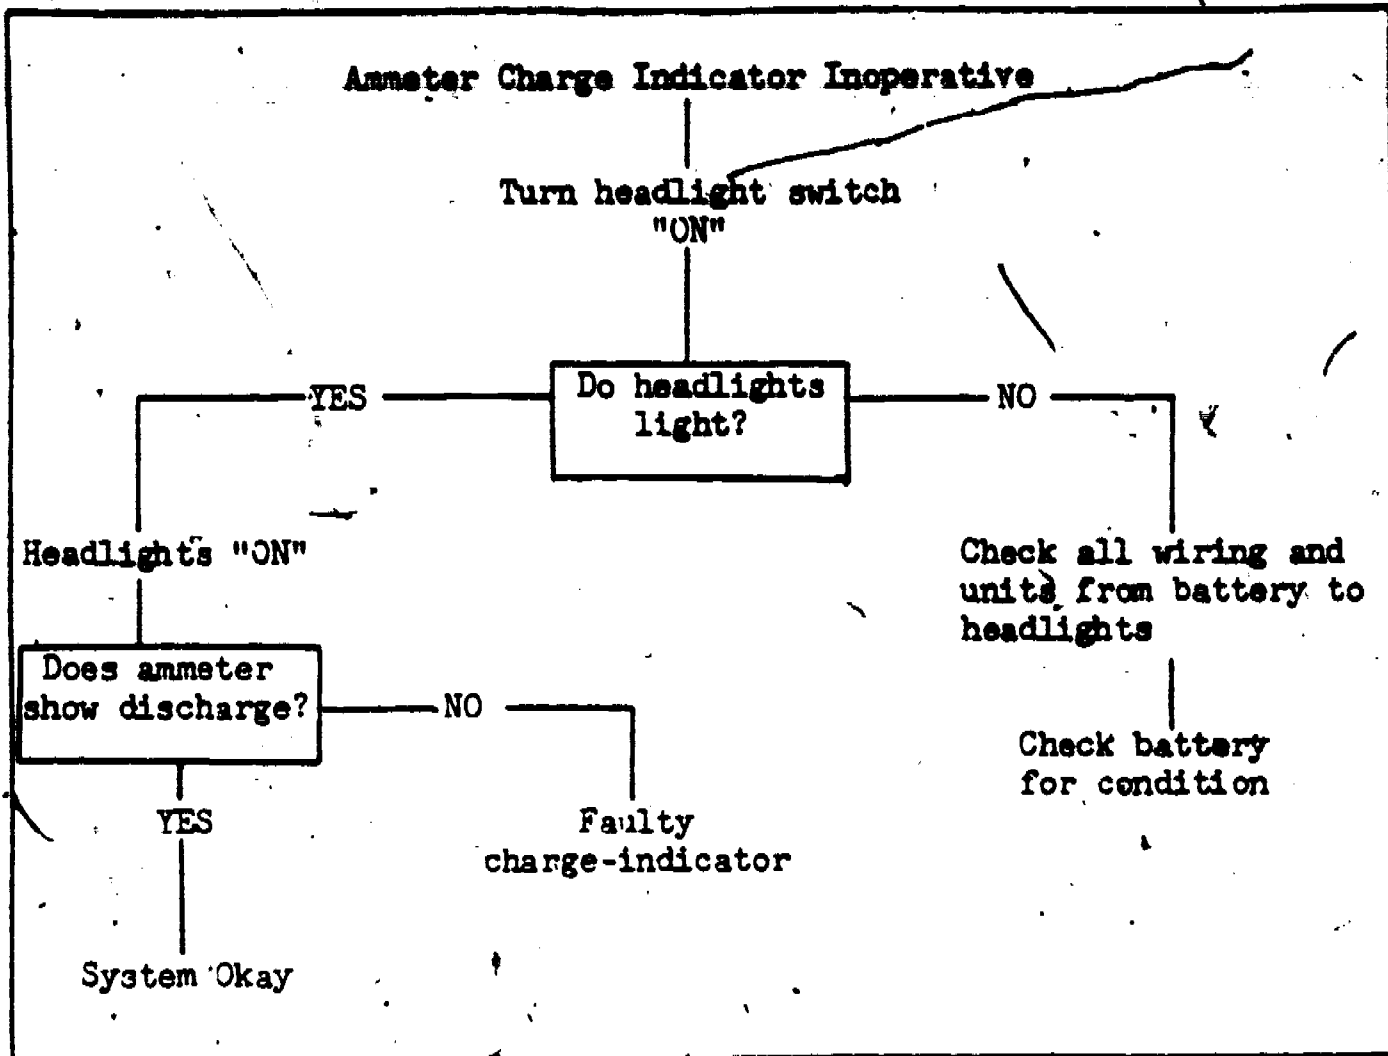 Ammeter Charge Indicator Inoperative
Turn headlight switch
"ON"
Do headlights
light?
YES
NO
Headlights "ON"
Check all wiring and
units from battery to
headlights
Does ammeter
show discharge?
NO
Check battery
for condition
YES
Faulty
charge-indicator
System Okay